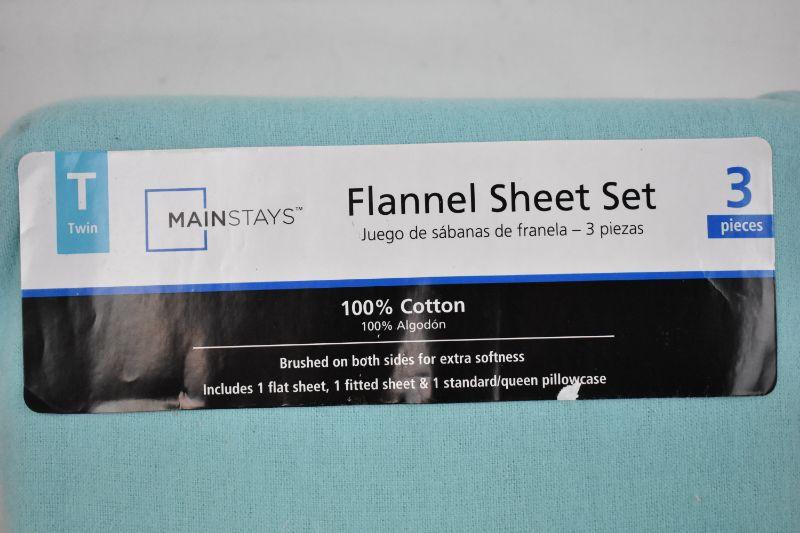 T
Twin
MAINSTAYS™
Flannel Sheet Set
Juego de sábanas de franela – 3 piezas
3
pieces
100% Cotton
100% Algodón
Brushed on both sides for extra softness
Includes 1 flat sheet, 1 fitted sheet & 1 standard/queen pillowcase